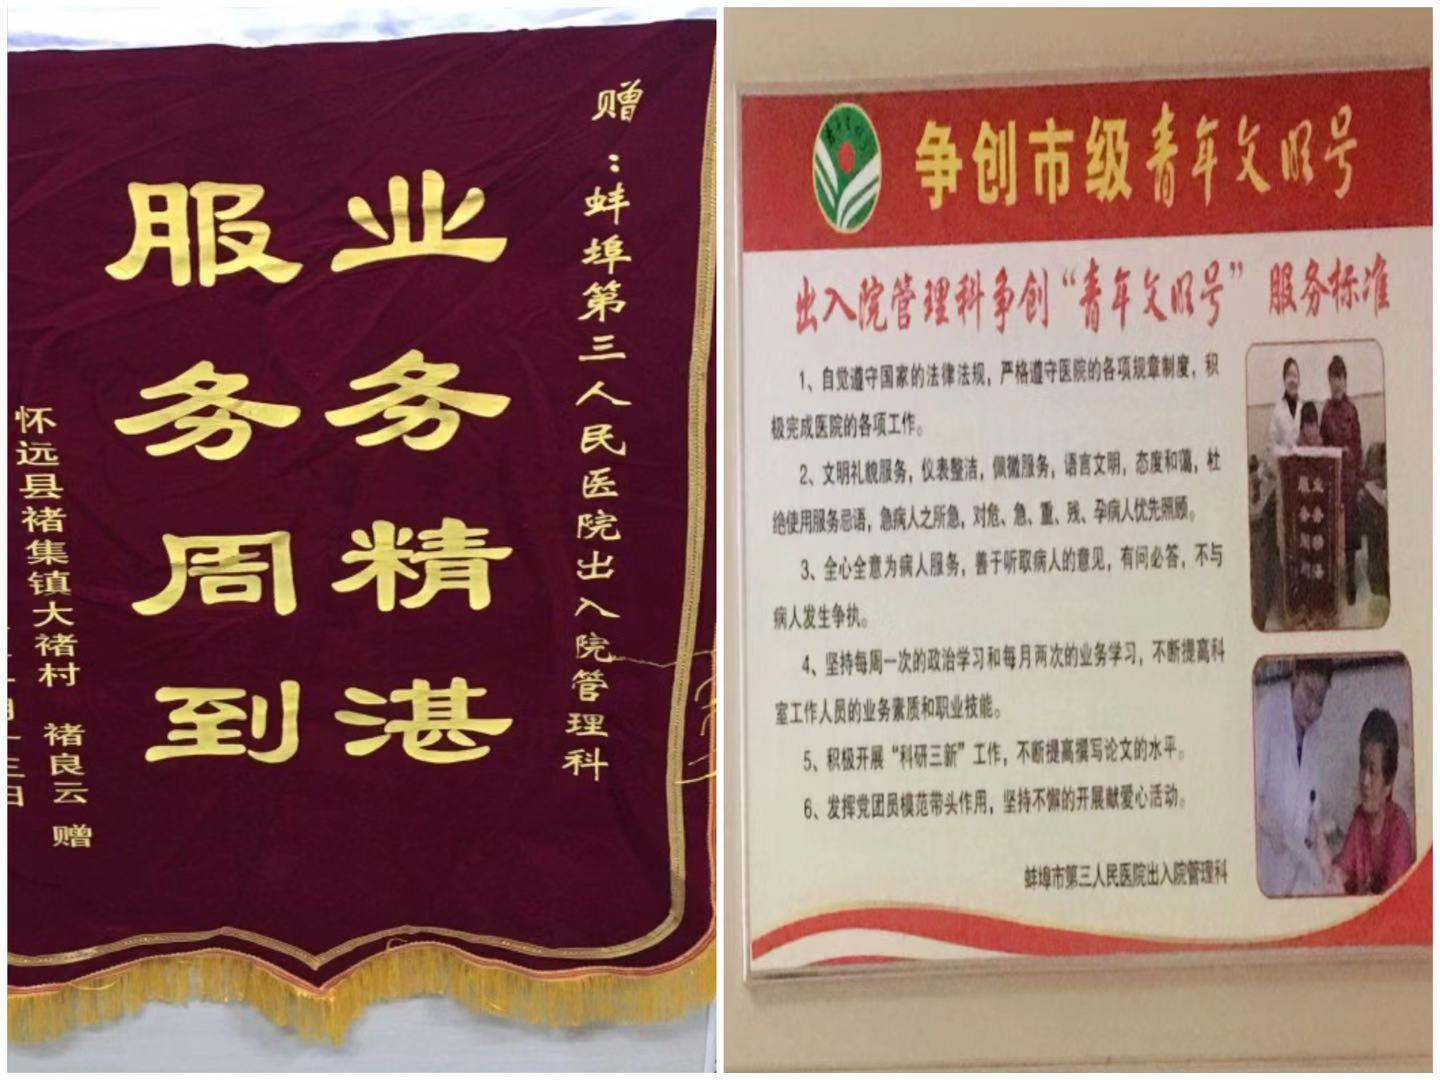 赠：蚌埠第三人民医院出入院管理科
业务精湛
服务周到
怀远县褚集镇大褚村 褚良云 赠
争创市级青年文明号
出入院管理科争创“青年文明号” 服务标准
1、自觉遵守国家的法律法规，严格遵守医院的各项规章制度，积
极完成医院的各项工作。
2、文明礼貌服务，仪表整洁，佩徽服务，语言文明，态度和蔼，杜
绝使用服务忌语，急病人之所急，对危、急、重、残、孕病人优先照顾。
3、全心全意为病人服务，善于听取病人的意见，有问必答，不与
病人发生争执。
4、坚持每周一次的政治学习和每月两次的业务学习，不断提高科
室工作人员的业务素质和职业技能。
5、积极开展“科研三新”工作，不断提高撰写论文的水平。
6、发挥党团员模范带头作用，坚持不懈的开展献爱心活动。
蚌埠市第三人民医院出入院管理科